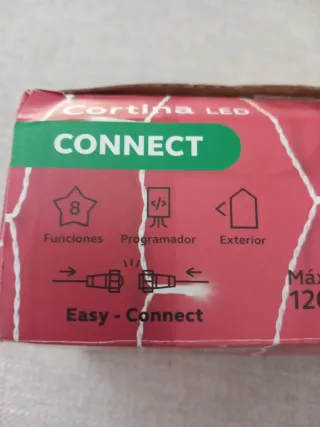 Cortina LED
CONNECT
8
</>
Funciones Programador Exterior
Easy - Connect
Máx
120